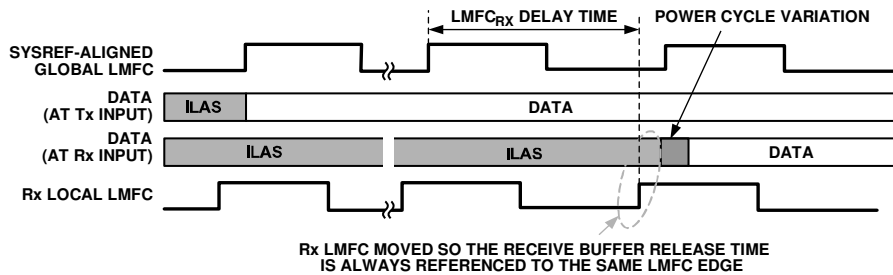 LMFCRX DELAY TIME
POWER CYCLE VARIATION
SYSREF-ALIGNED
GLOBAL LMFC
DATA
(AT Tx INPUT)
ILAS
DATA
DATA
(AT Rx INPUT)
ILAS
ILAS
DATA
Rx LOCAL LMFC
Rx LMFC MOVED SO THE RECEIVE BUFFER RELEASE TIME
IS ALWAYS REFERENCED TO THE SAME LMFC EDGE